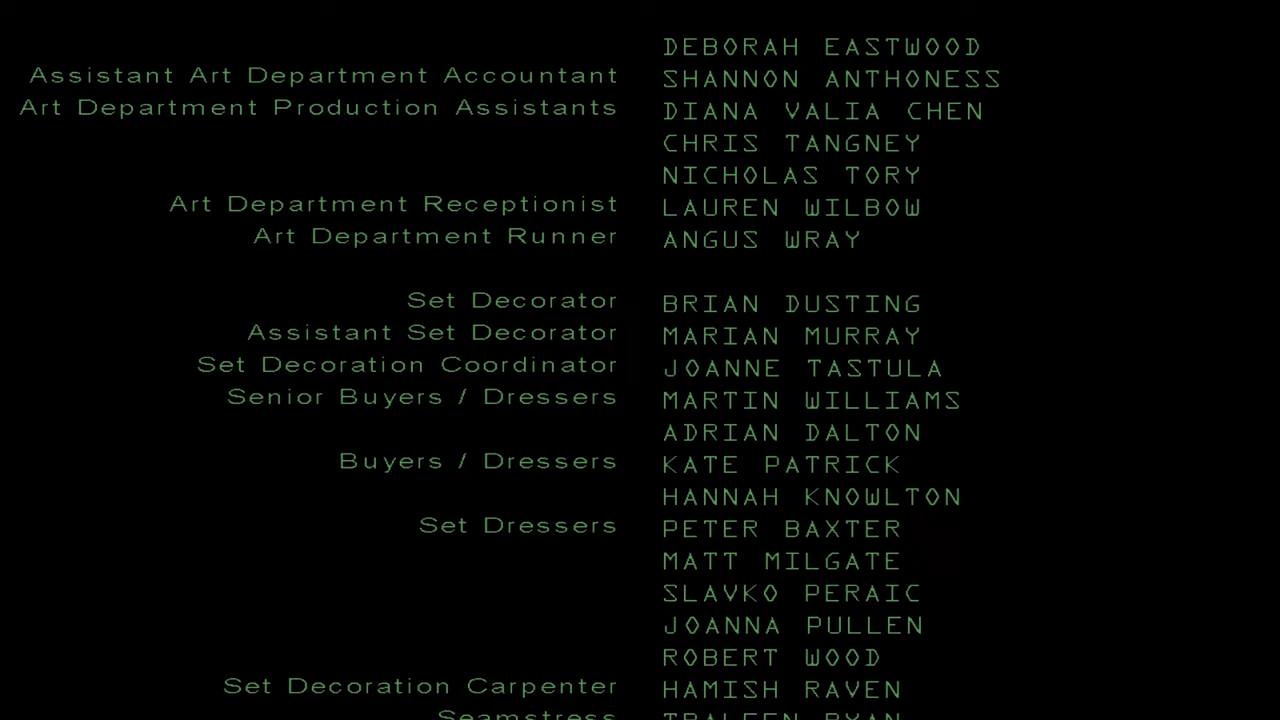 DEBORAH EASTWOOD
Assistant Art Department Accountant SHANNON ANTHONESS
Art Department Production Assistants DIANA VALIA CHEN
CHRIS TANGNEY
NICHOLAS TORY
Art Department Receptionist LAUREN WILBOW
Art Department Runner ANGUS WRAY
Set Decorator BRIAN DUSTING
Assistant Set Decorator MARIAN MURRAY
Set Decoration Coordinator JOANNE TASTULA
Senior Buyers / Dressers MARTIN WILLIAMS
ADRIAN DALTON
Buyers / Dressers KATE PATRICK
HANNAH KNOWLTON
Set Dressers PETER BAXTER
MATT MILGATE
SLAVKO PERAIC
JOANNA PULLEN
ROBERT WOOD
Set Decoration Carpenter HAMISH RAVEN
Seamstress TRALEEN RYAN